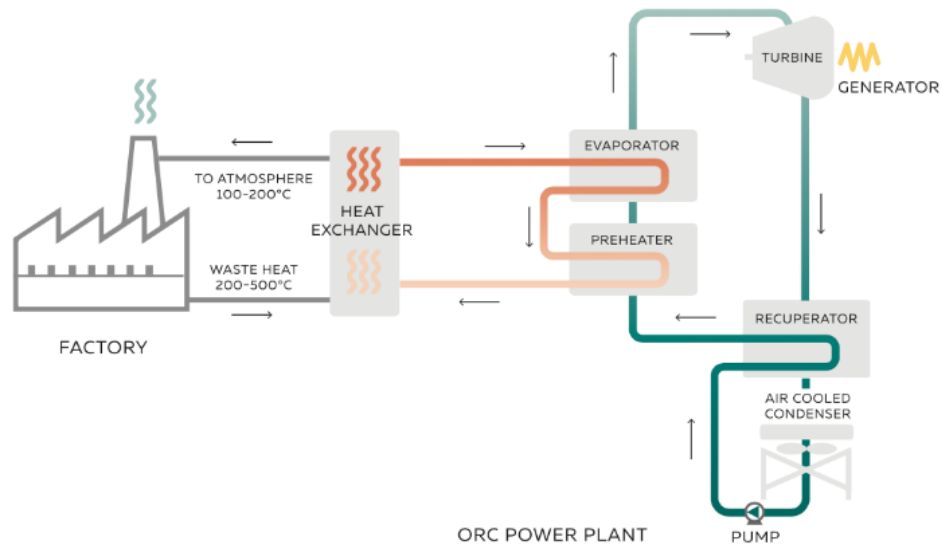 TURBINE
GENERATOR
EVAPORATOR
TO ATMOSPHERE
100-200°C
HEAT
EXCHANGER
PREHEATER
WASTE HEAT
200-500°C
FACTORY
RECUPERATOR
AIR COOLED
CONDENSER
ORC POWER PLANT
PUMP